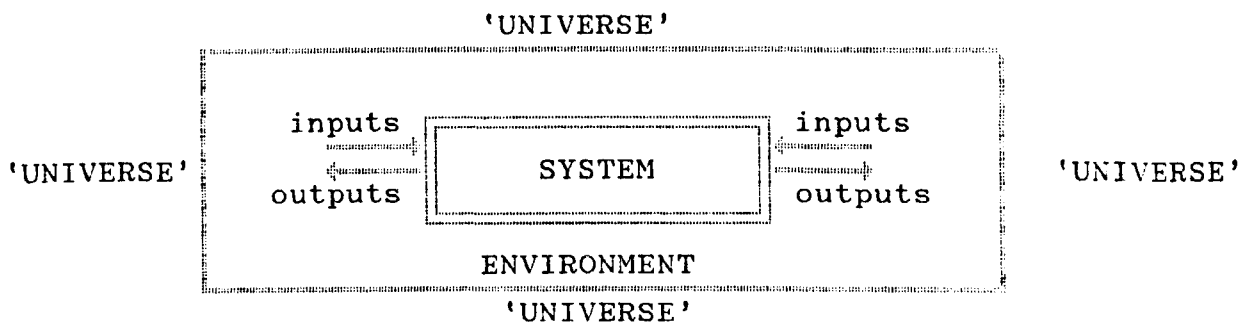 ‘UNIVERSE’
inputs inputs
‘UNIVERSE’ SYSTEM ‘UNIVERSE’
outputs outputs
ENVIRONMENT
‘UNIVERSE’